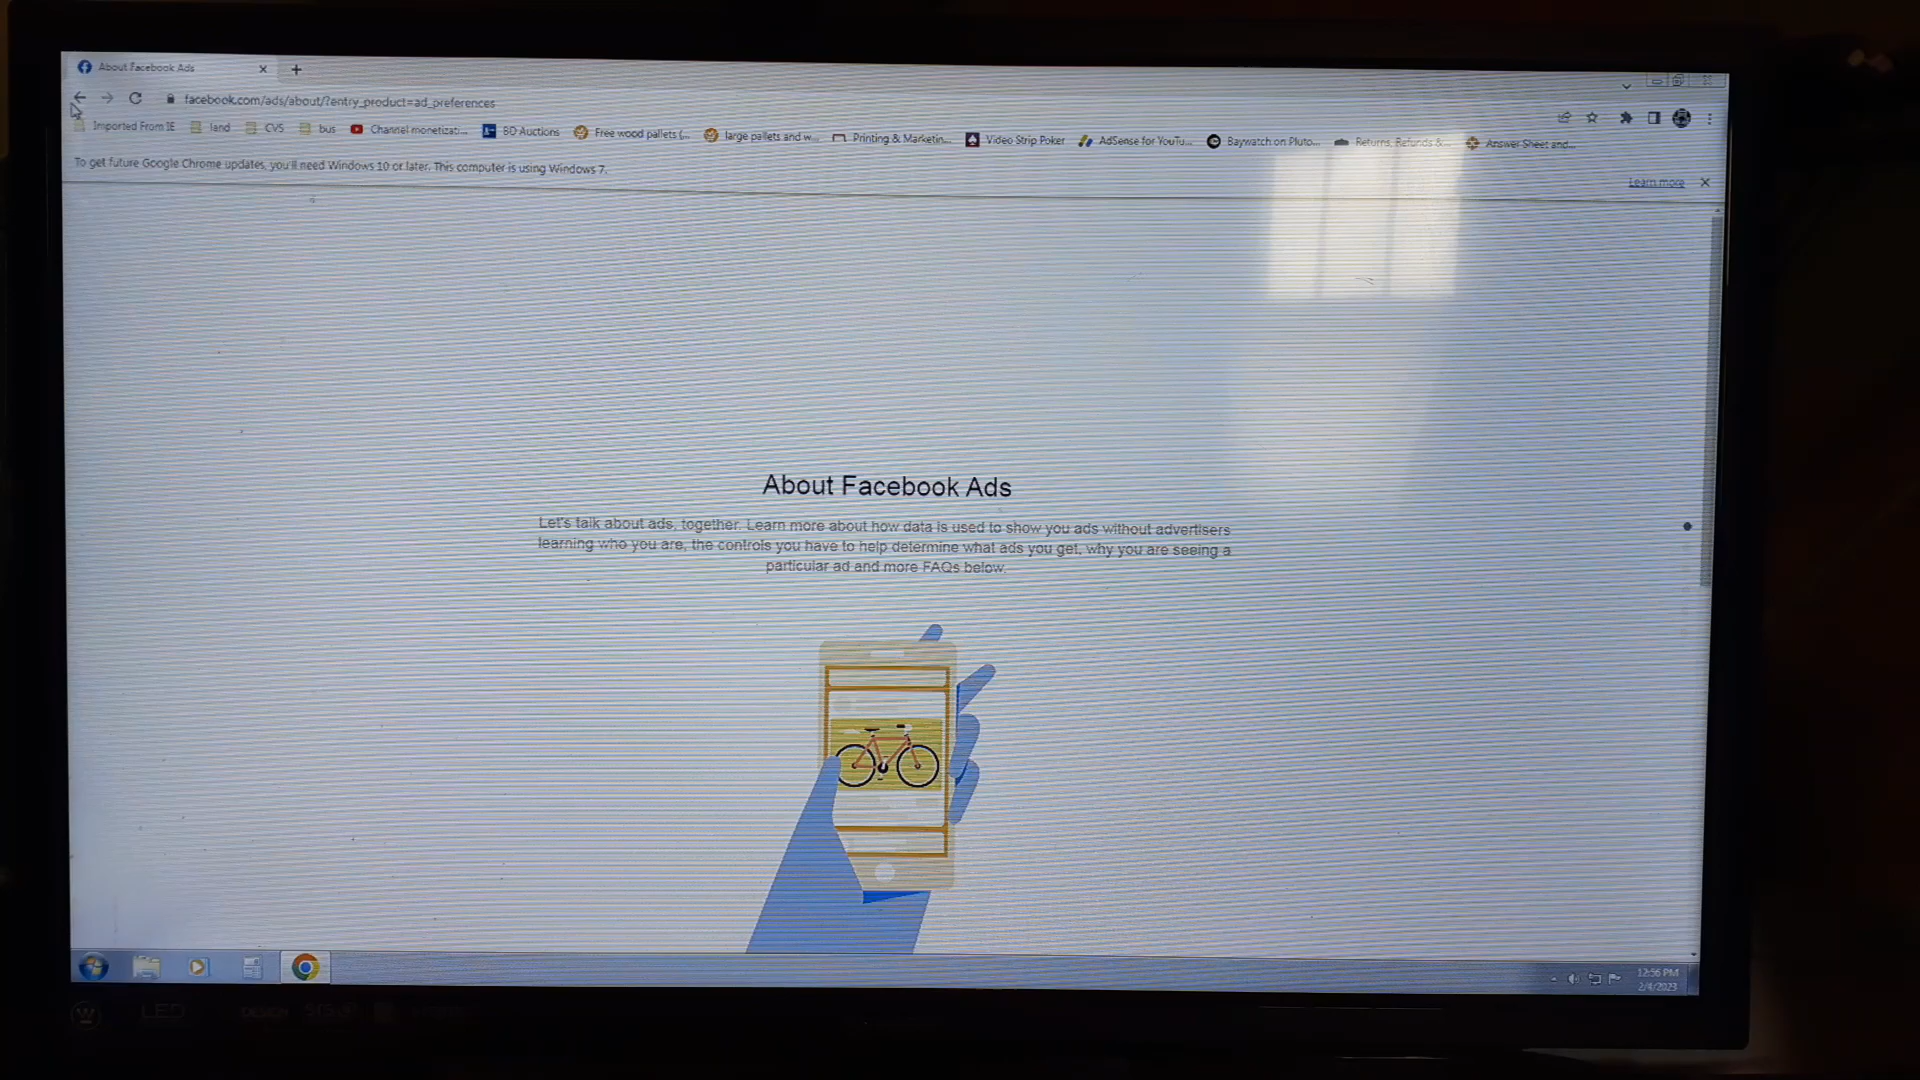 About Facebook Ads
facebook.com/ads/about/?entry_product=ad_preferences
Imported From IE land CVS bus Channel monetizati... BD Auctions Free wood pallets (... large pallets and w... Printing & Marketin... Video Strip Poker AdSense for YouTu... Baywatch on Pluto... Returns, Refunds &... Answer Sheet and...
To get future Google Chrome updates, you'll need Windows 10 or later. This computer is using Windows 7.
Learn more
About Facebook Ads
Let's talk about ads, together. Learn more about how data is used to show you ads without advertisers
learning who you are, the controls you have to help determine what ads you get, why you are seeing a
particular ad and more FAQs below.
12:56 PM
2/4/2023
LED DESIGN